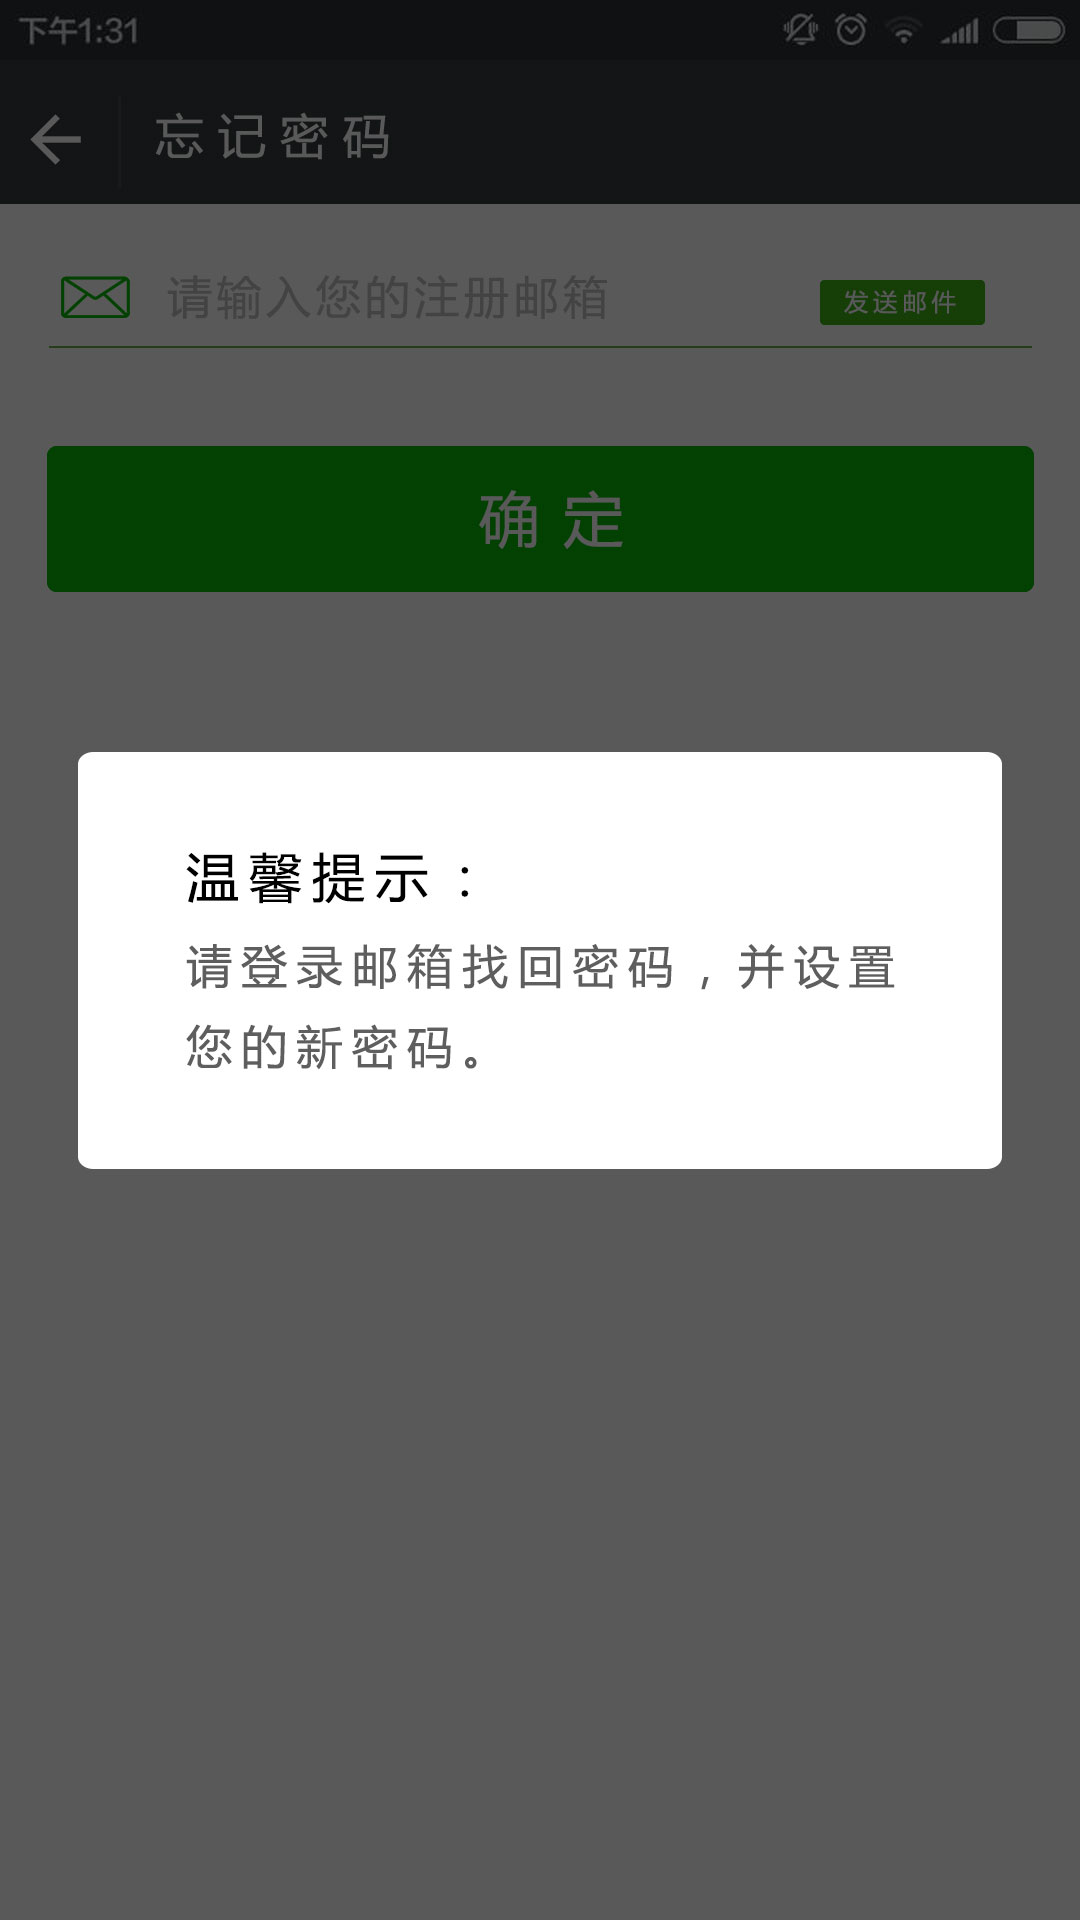 下午1:31
忘记密码
请输入您的注册邮箱
发送邮件
确定
温馨提示：
请登录邮箱找回密码，并设置
您的新密码。